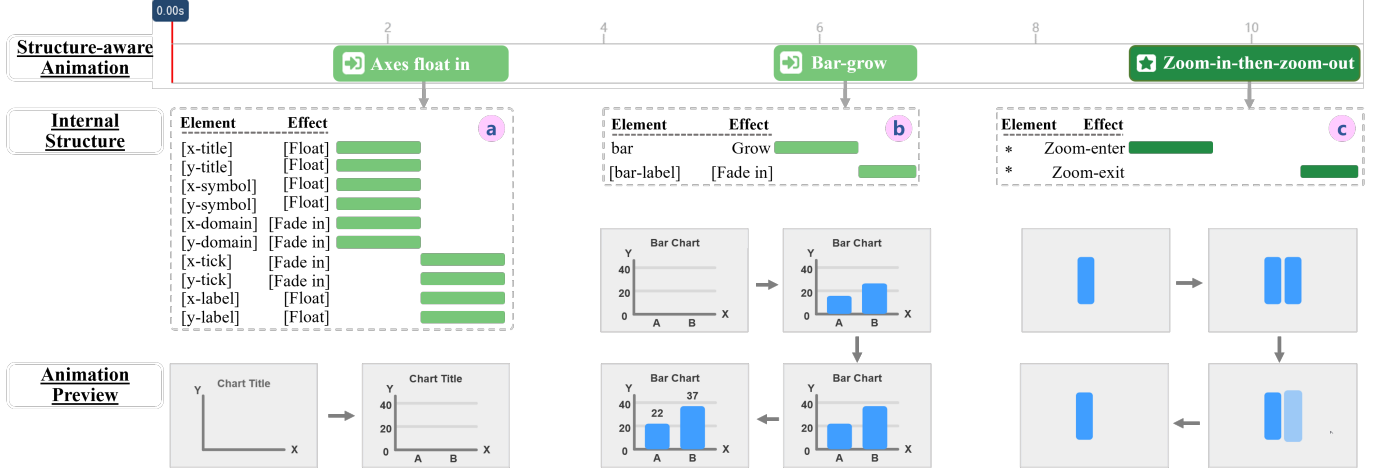 0.00s
2 4 6 8 10
Structure-aware
Animation
Axes float in
Bar-grow
Zoom-in-then-zoom-out
Internal
Structure
Element Effect
a
[x-title] [Float]
[y-title] [Float]
[x-symbol] [Float]
[y-symbol] [Float]
[x-domain] [Fade in]
[y-domain] [Fade in]
[x-tick] [Fade in]
[y-tick] [Fade in]
[x-label] [Float]
[y-label] [Float]
Element Effect
b
bar Grow
[bar-label] [Fade in]
Element Effect
c
* Zoom-enter
* Zoom-exit
Bar Chart
Y
40
20
0
X
A B
Bar Chart
Y
40
20
0
X
A B
Animation
Preview
Chart Title
Y
X
Chart Title
Y
40
20
0
X
A B
Bar Chart
Y
37
40
22
20
0
X
A B
Bar Chart
Y
40
20
0
X
A B